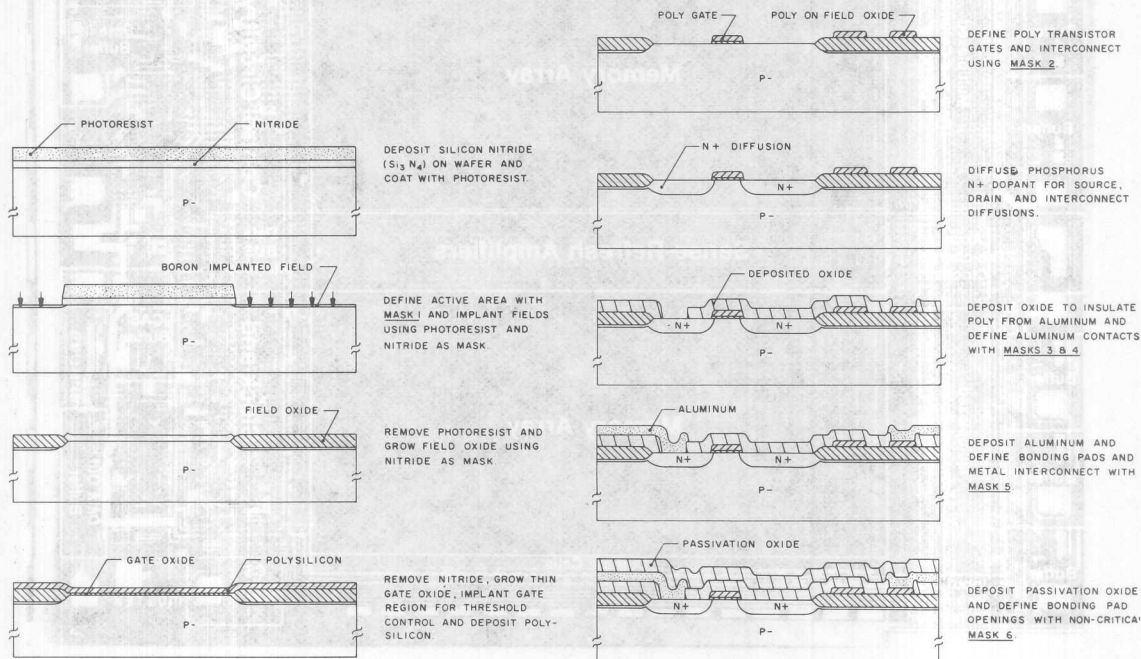 PHOTORESIST
NITRIDE
P-
DEPOSIT SILICON NITRIDE
(Si3 N4) ON WAFER AND
COAT WITH PHOTORESIST.
BORON IMPLANTED FIELD
P-
DEFINE ACTIVE AREA WITH
MASK I AND IMPLANT FIELDS
USING PHOTORESIST AND
NITRIDE AS MASK.
FIELD OXIDE
P-
REMOVE PHOTORESIST AND
GROW FIELD OXIDE USING
NITRIDE AS MASK
GATE OXIDE
POLYSILICON
P-
REMOVE NITRIDE, GROW THIN
GATE OXIDE, IMPLANT GATE
REGION FOR THRESHOLD
CONTROL AND DEPOSIT POLY-
SILICON.
POLY GATE
POLY ON FIELD OXIDE
P-
DEFINE POLY TRANSISTOR
GATES AND INTERCONNECT
USING MASK 2.
N+ DIFFUSION
N+
P-
DIFFUSE PHOSPHORUS
N+ DOPANT FOR SOURCE,
DRAIN AND INTERCONNECT
DIFFUSIONS.
DEPOSITED OXIDE
N+
N+
P-
DEPOSIT OXIDE TO INSULATE
POLY FROM ALUMINUM AND
DEFINE ALUMINUM CONTACTS
WITH MASKS 3 & 4
ALUMINUM
N+
N+
P-
DEPOSIT ALUMINUM AND
DEFINE BONDING PADS AND
METAL INTERCONNECT WITH
MASK 5.
PASSIVATION OXIDE
N+
N+
P-
DEPOSIT PASSIVATION OXIDE
AND DEFINE BONDING PAD
OPENINGS WITH NON-CRITICA
MASK 6.
Memory Array
Sense Refresh Amplifiers